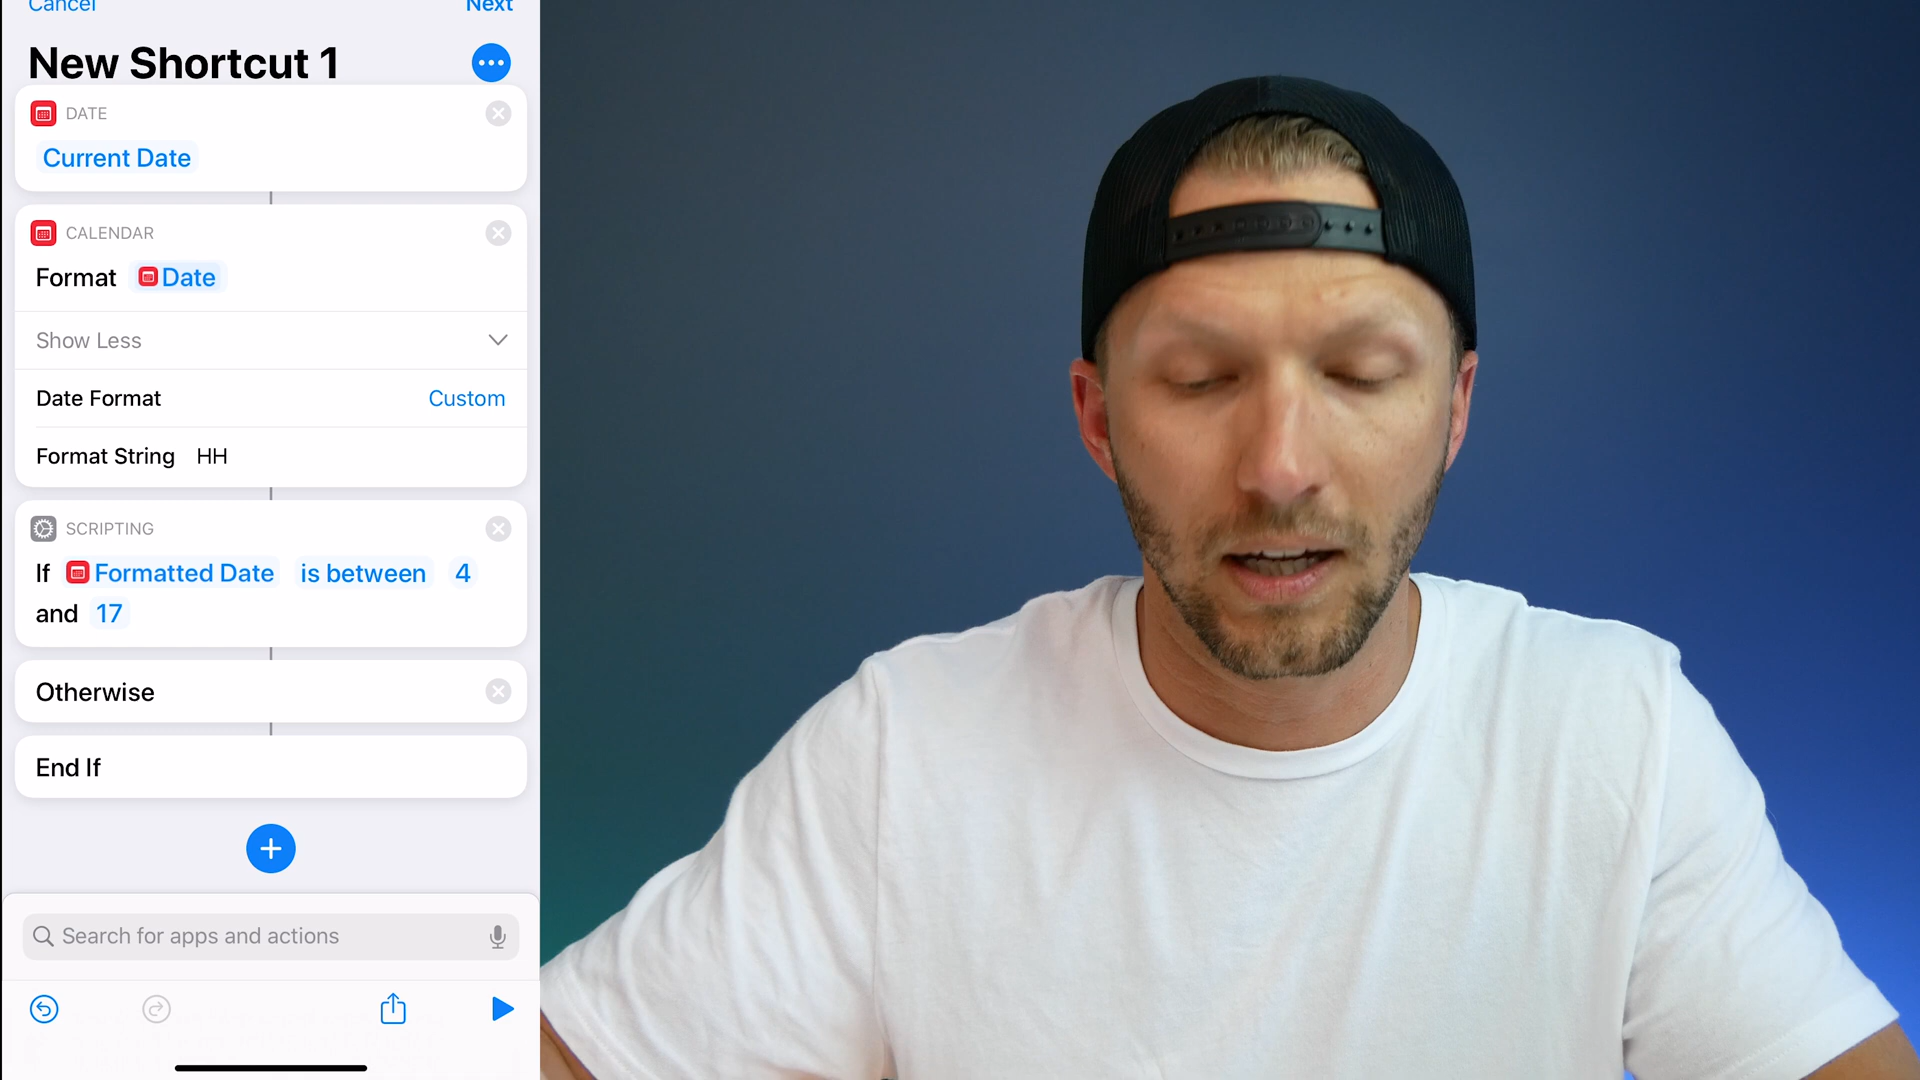 Cancel
Next
New Shortcut 1
DATE
Current Date
CALENDAR
Format Date
Show Less
Date Format Custom
Format String HH
SCRIPTING
If Formatted Date is between 4
and 17
Otherwise
End If
Search for apps and actions